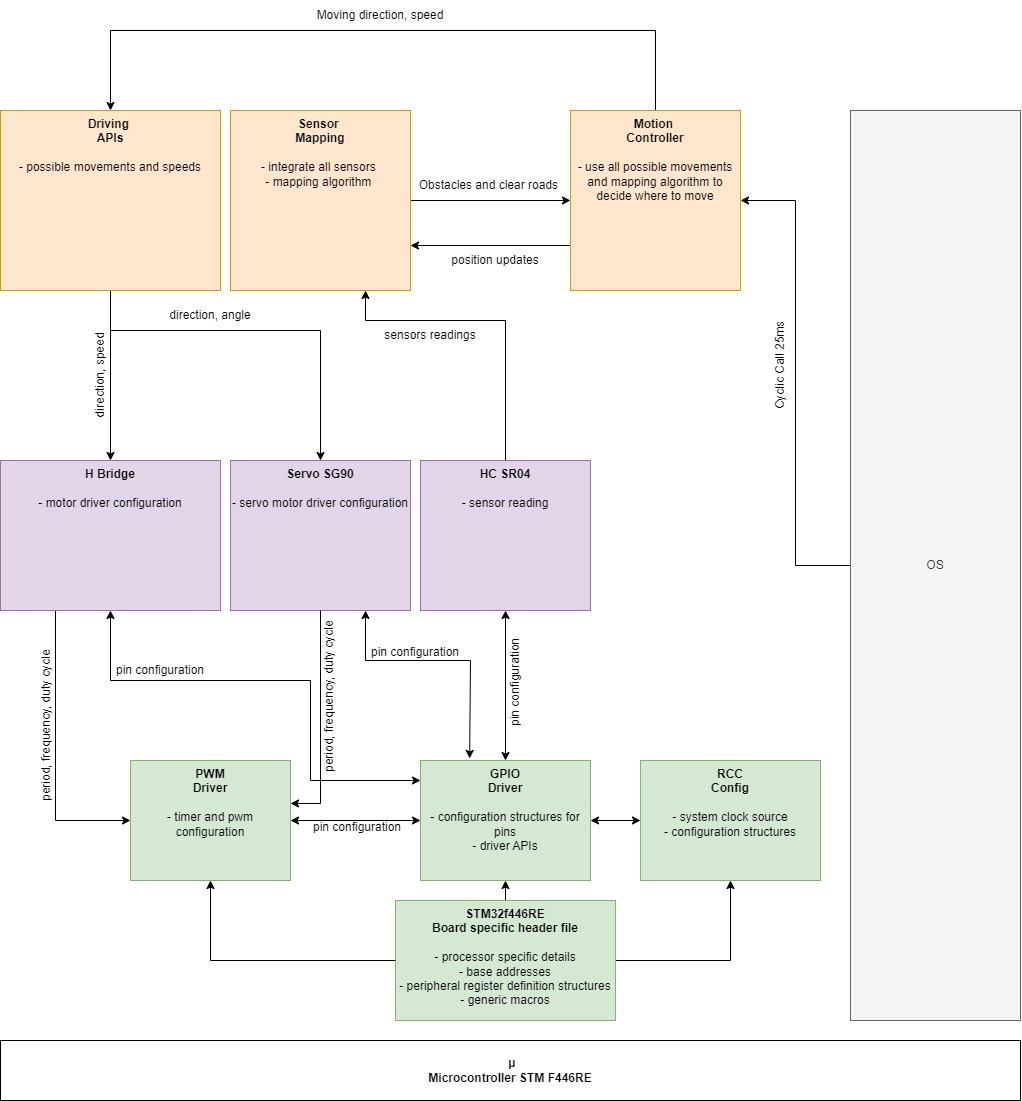 Moving direction, speed
Driving
APIs
- possible movements and speeds
Sensor
Mapping
- integrate all sensors
- mapping algorithm
Obstacles and clear roads
position updates
Motion
Controller
- use all possible movements
and mapping algorithm to
decide where to move
direction, angle
direction, speed
sensors readings
Cyclic Call 25ms
OS
H Bridge
- motor driver configuration
Servo SG90
- servo motor driver configuration
HC SR04
- sensor reading
period, frequency, duty cycle
pin configuration
period, frequency, duty cycle
pin configuration
pin configuration
PWM
Driver
- timer and pwm
configuration
pin configuration
GPIO
Driver
- configuration structures for
pins
- driver APIs
RCC
Config
- system clock source
- configuration structures
STM32f446RE
Board specific header file
- processor specific details
- base addresses
- peripheral register definition structures
- generic macros
µ
Microcontroller STM F446RE